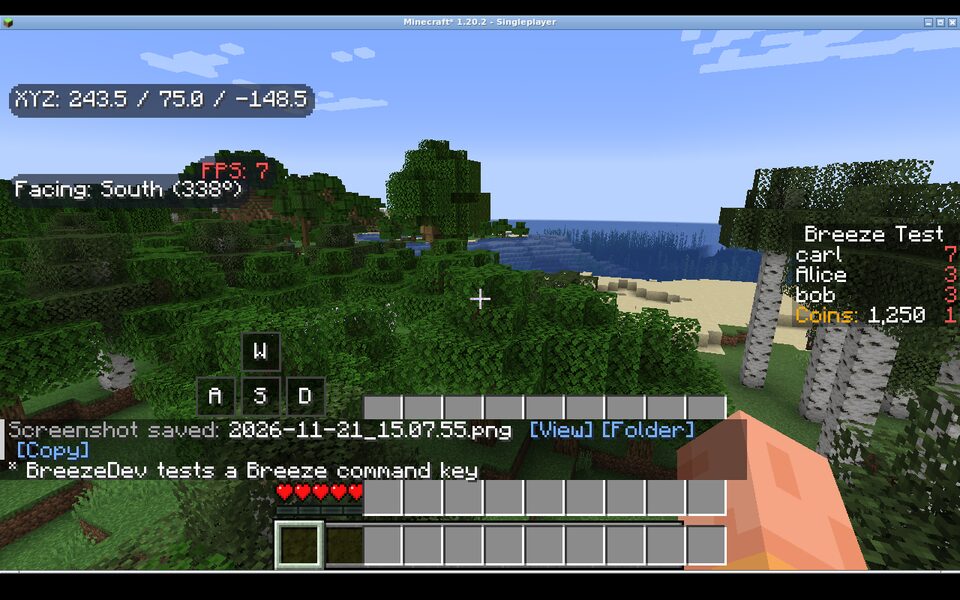 Minecraft* 1.20.2 - Singleplayer
XYZ: 243.5 / 75.0 / -148.5
FPS: 7
Facing: South (338°)
Breeze Test
carl 7
Alice 3
bob 3
Coins: 1,250 1
W
A S D
Screenshot saved: 2026-11-21_15.07.55.png [View] [Folder]
[Copy]
* BreezeDev tests a Breeze command key